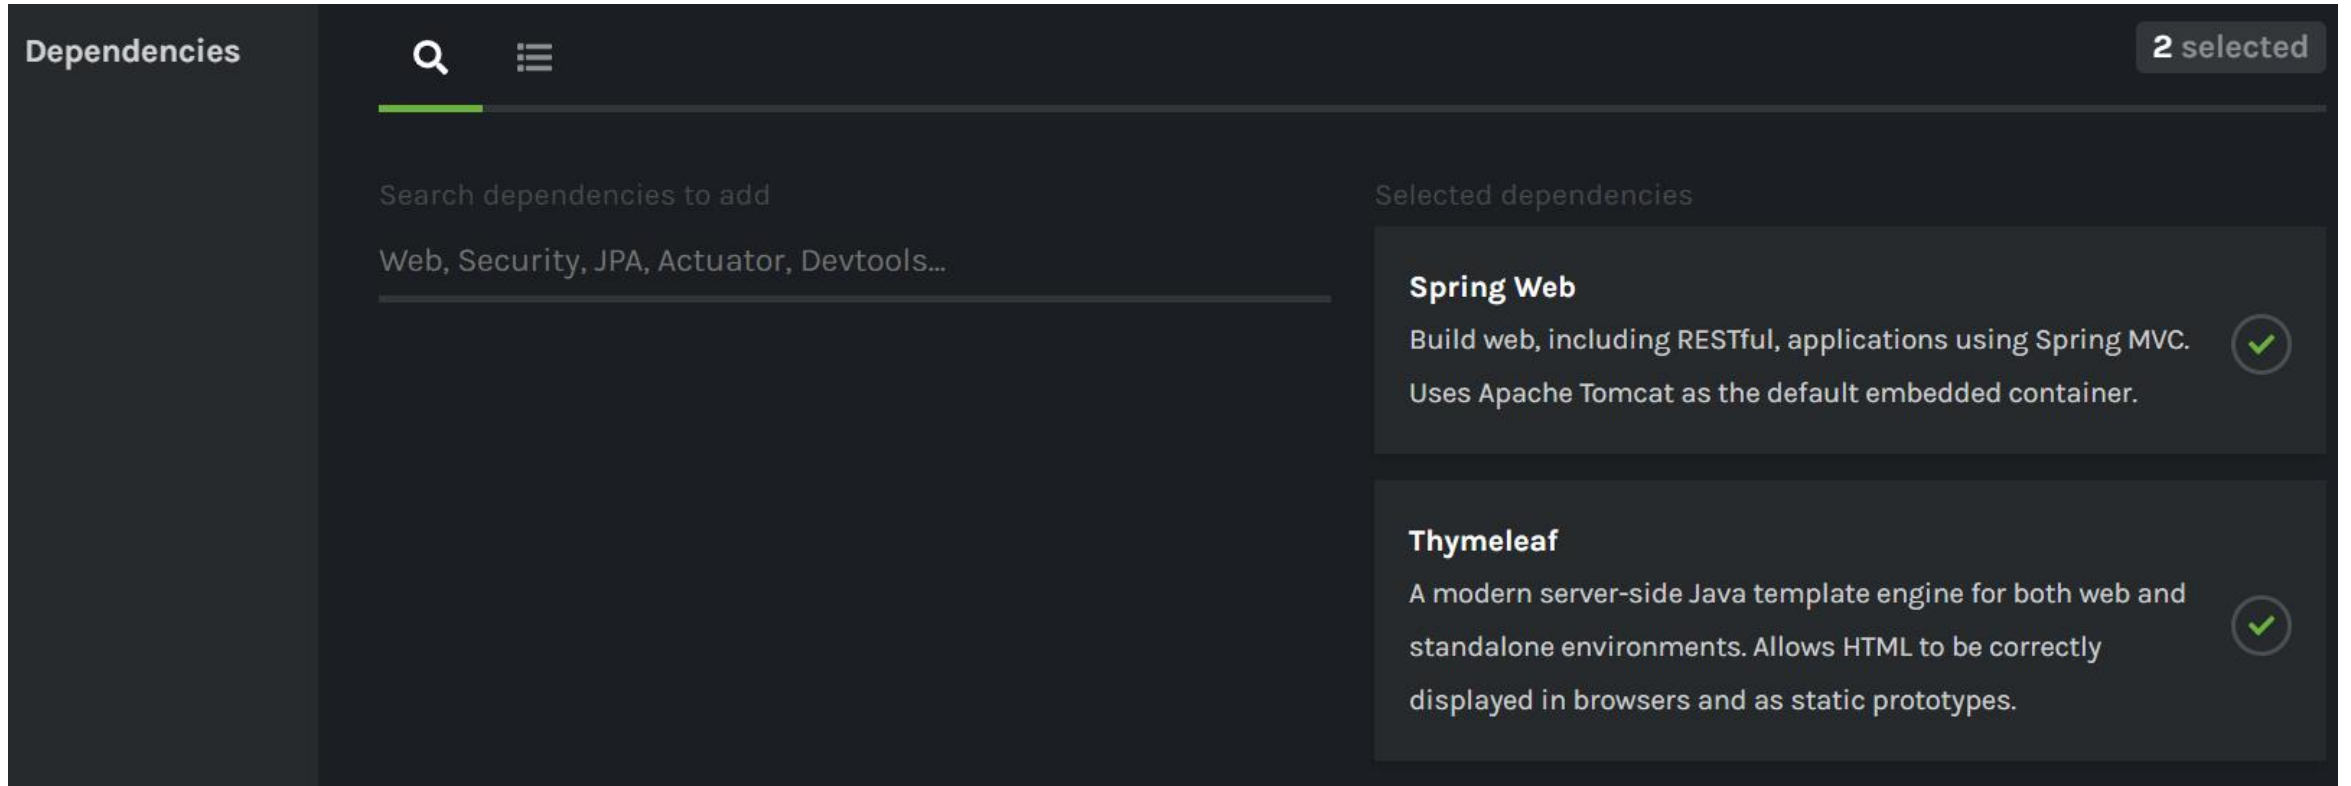 Dependencies
2 selected
Search dependencies to add
Web, Security, JPA, Actuator, Devtools...
Selected dependencies
Spring Web
Build web, including RESTful, applications using Spring MVC.
Uses Apache Tomcat as the default embedded container.
Thymeleaf
A modern server-side Java template engine for both web and
standalone environments. Allows HTML to be correctly
displayed in browsers and as static prototypes.